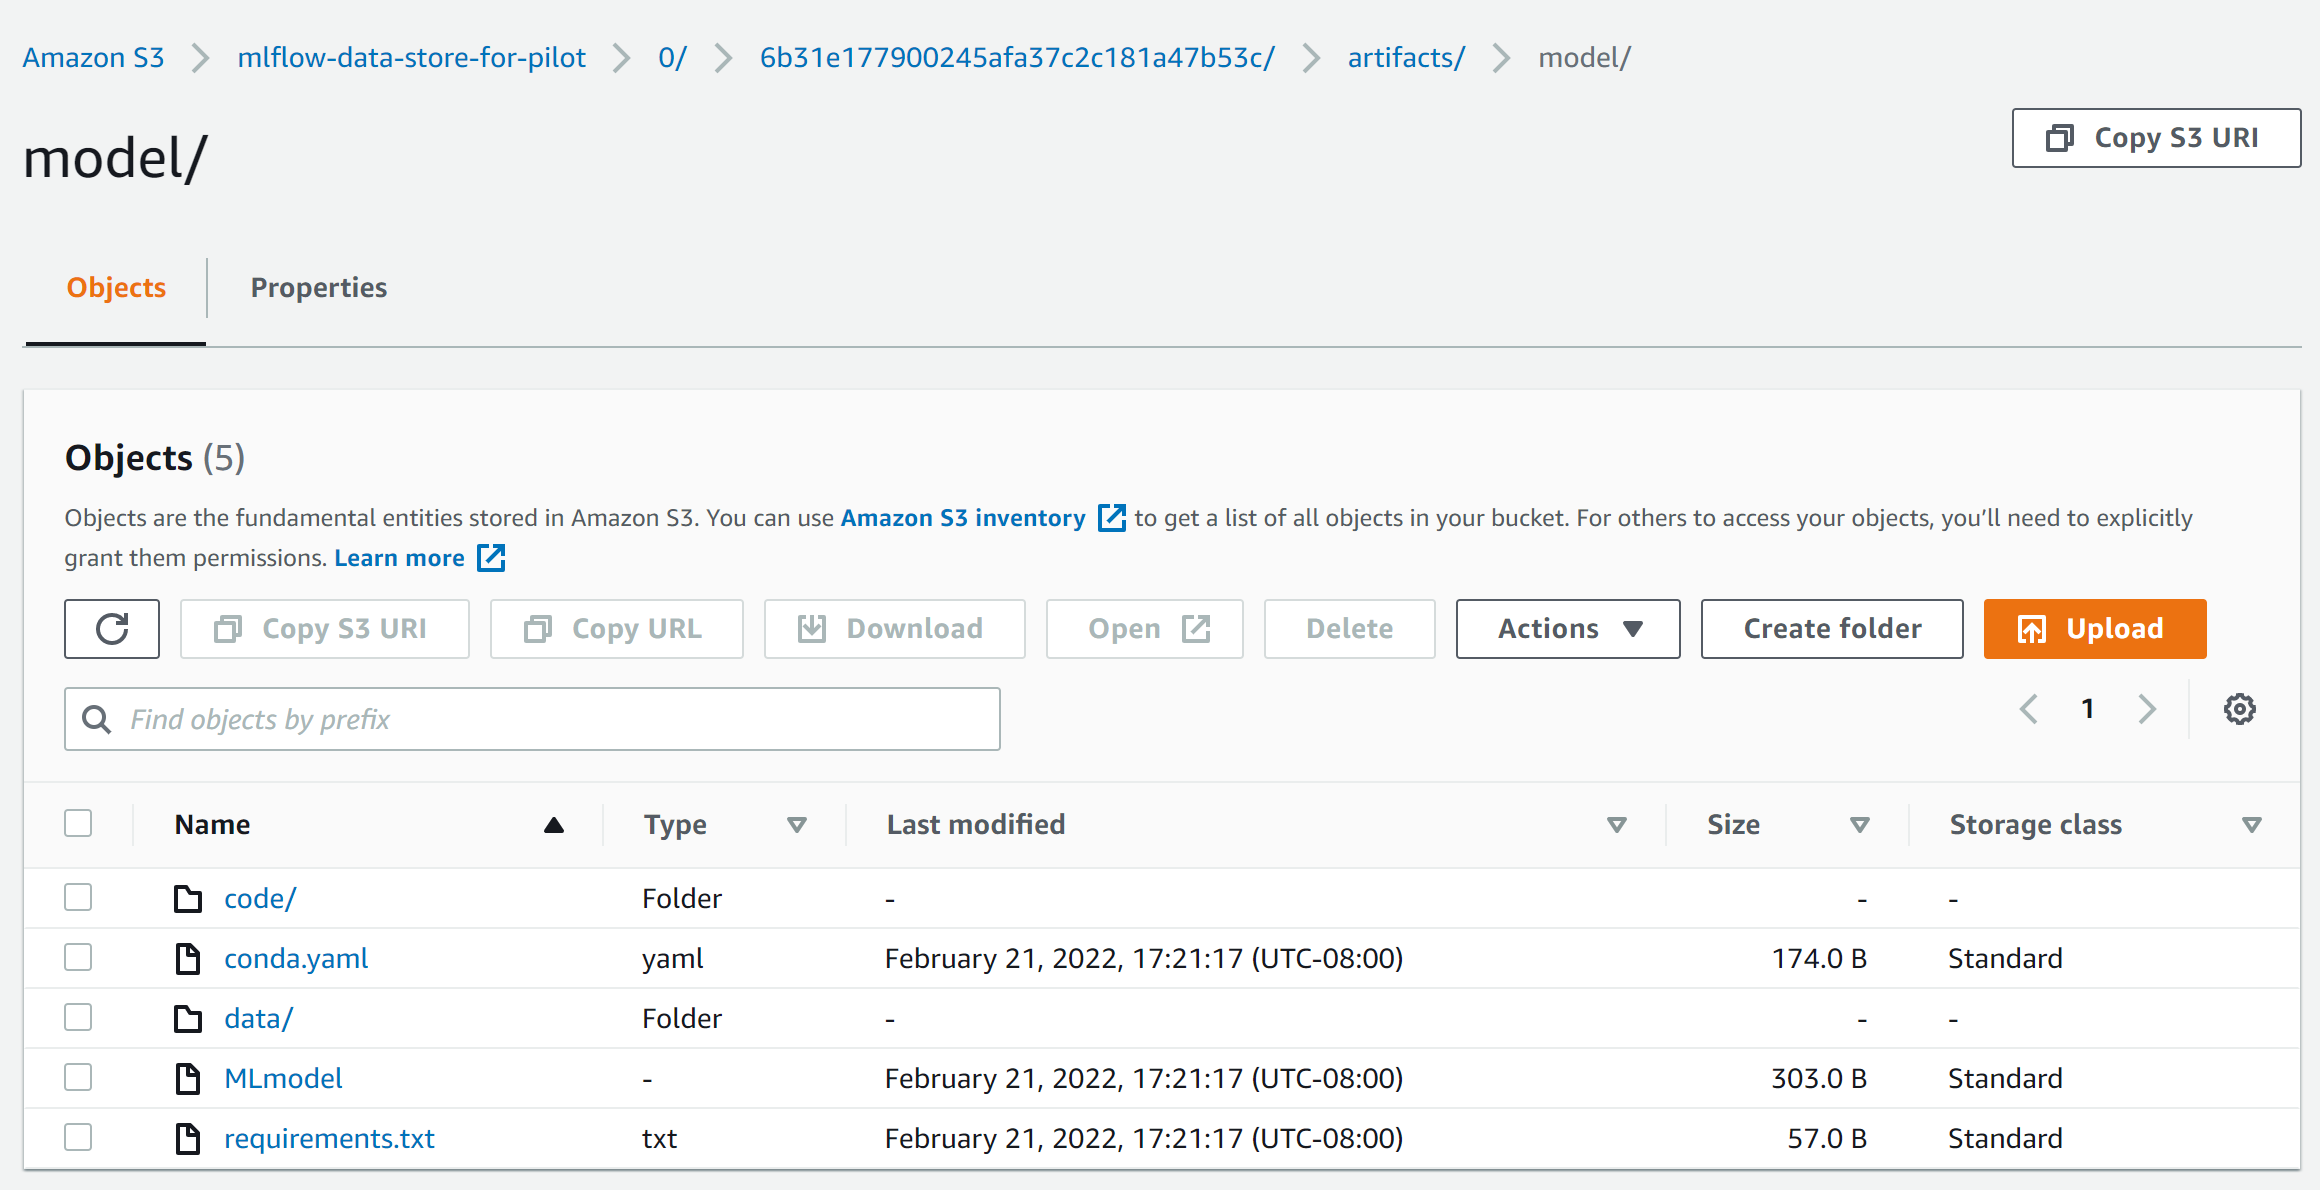 Amazon S3 > mlflow-data-store-for-pilot > 0/ > 6b31e177900245afa37c2c181a47b53c/ > artifacts/ > model/
model/
Copy S3 URI
Objects Properties
Objects (5)
Objects are the fundamental entities stored in Amazon S3. You can use Amazon S3 inventory to get a list of all objects in your bucket. For others to access your objects, you’ll need to explicitly
grant them permissions. Learn more
Copy S3 URI Copy URL Download Open Delete Actions Create folder Upload
Find objects by prefix
1
Name Type Last modified Size Storage class
code/ Folder - - -
conda.yaml yaml February 21, 2022, 17:21:17 (UTC-08:00) 174.0 B Standard
data/ Folder - - -
MLmodel - February 21, 2022, 17:21:17 (UTC-08:00) 303.0 B Standard
requirements.txt txt February 21, 2022, 17:21:17 (UTC-08:00) 57.0 B Standard